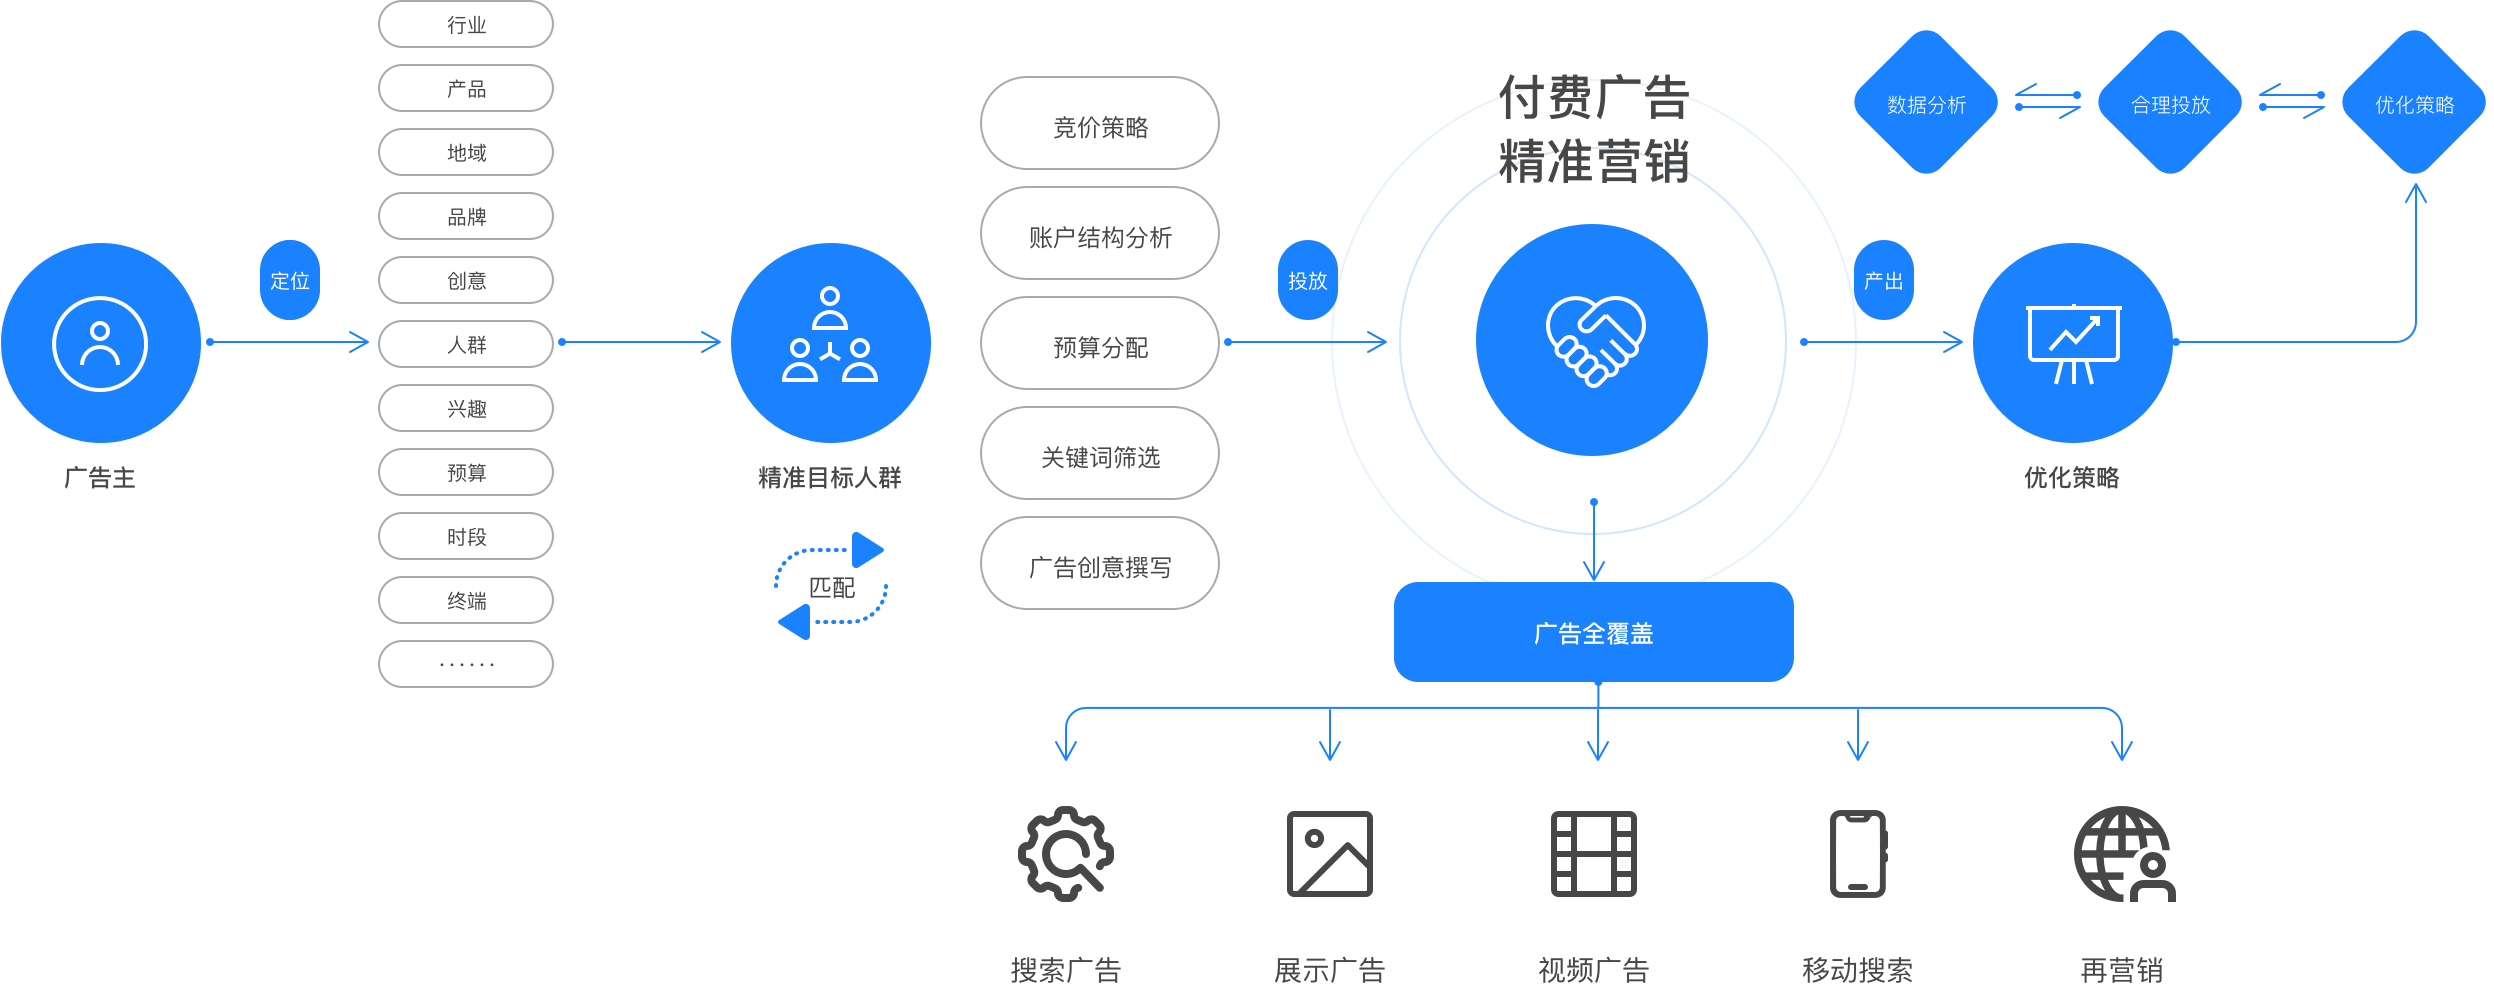 广告主
定位
行业
产品
地域
品牌
创意
人群
兴趣
预算
时段
终端
······
精准目标人群
匹配
竞价策略
账户结构分析
预算分配
关键词筛选
广告创意撰写
投放
付费广告
精准营销
产出
优化策略
数据分析
合理投放
优化策略
广告全覆盖
搜索广告
展示广告
视频广告
移动搜索
再营销